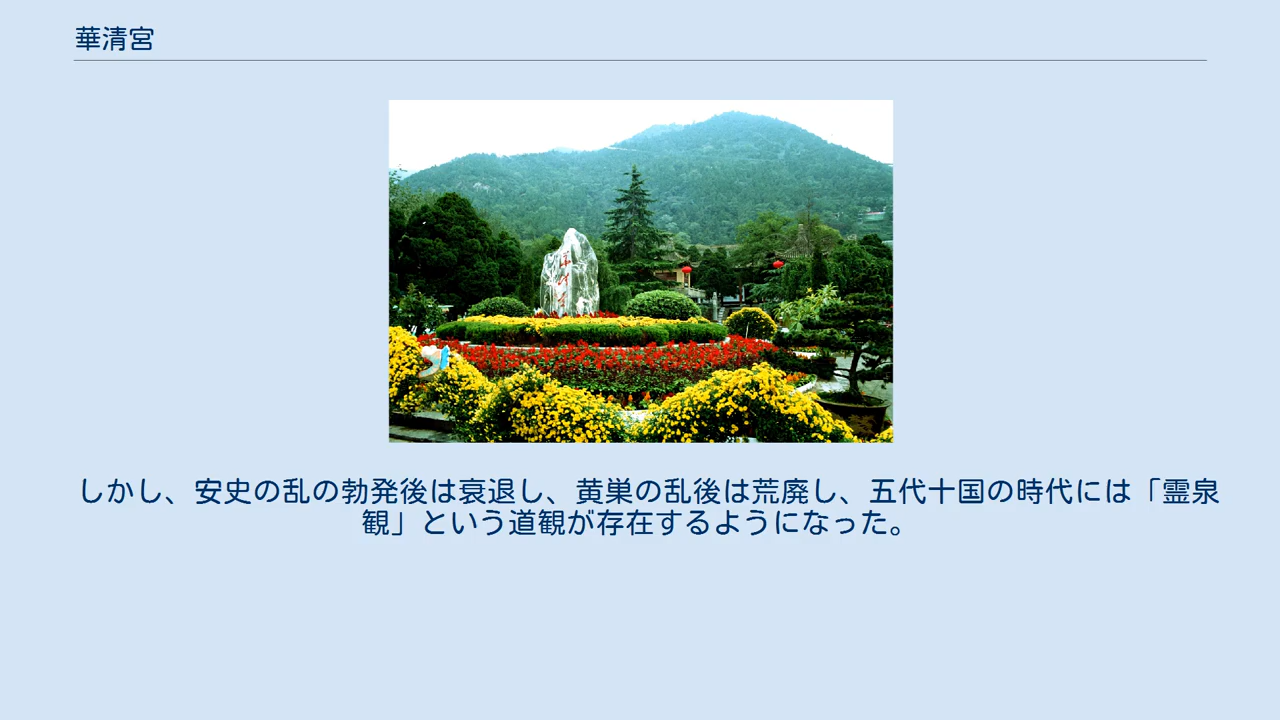 華清宮
しかし、安史の乱の勃発後は衰退し、黄巣の乱後は荒廃し、五代十国の時代には「霊泉
観」という道観が存在するようになった。